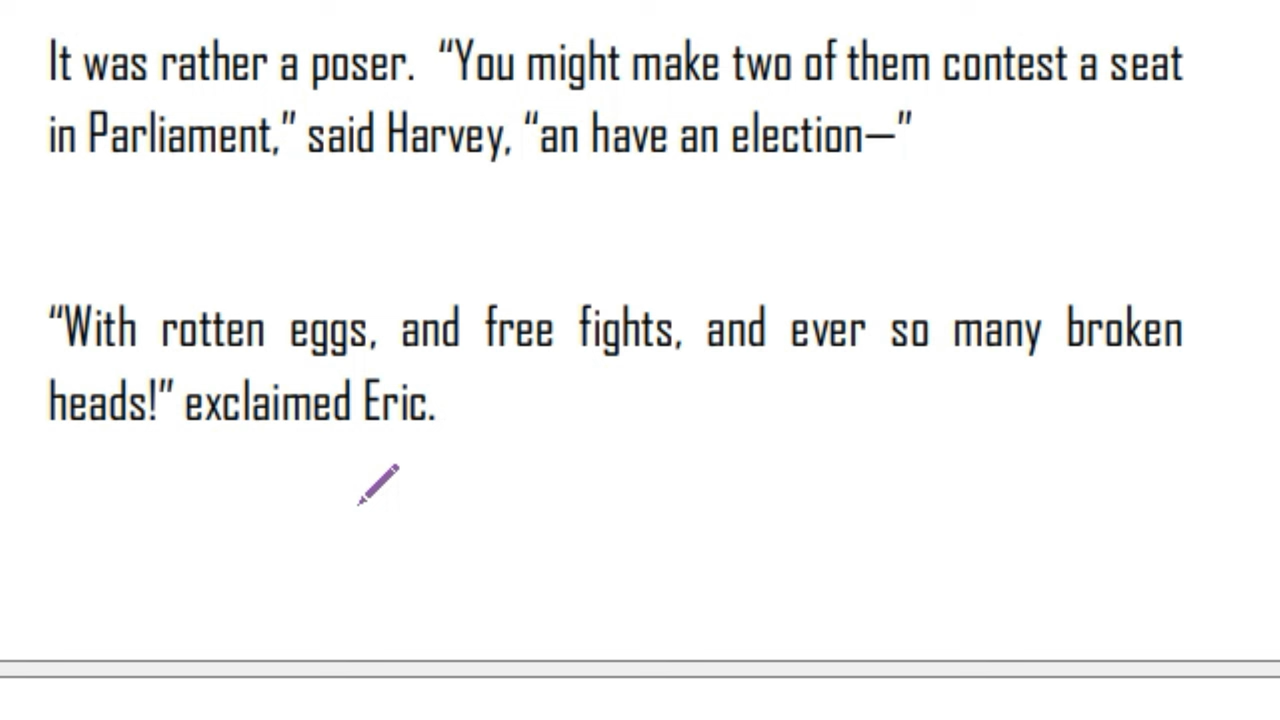 It was rather a poser.  “You might make two of them contest a seat
in Parliament,” said Harvey, “an have an election—”
“With rotten eggs, and free fights, and ever so many broken
heads!” exclaimed Eric.